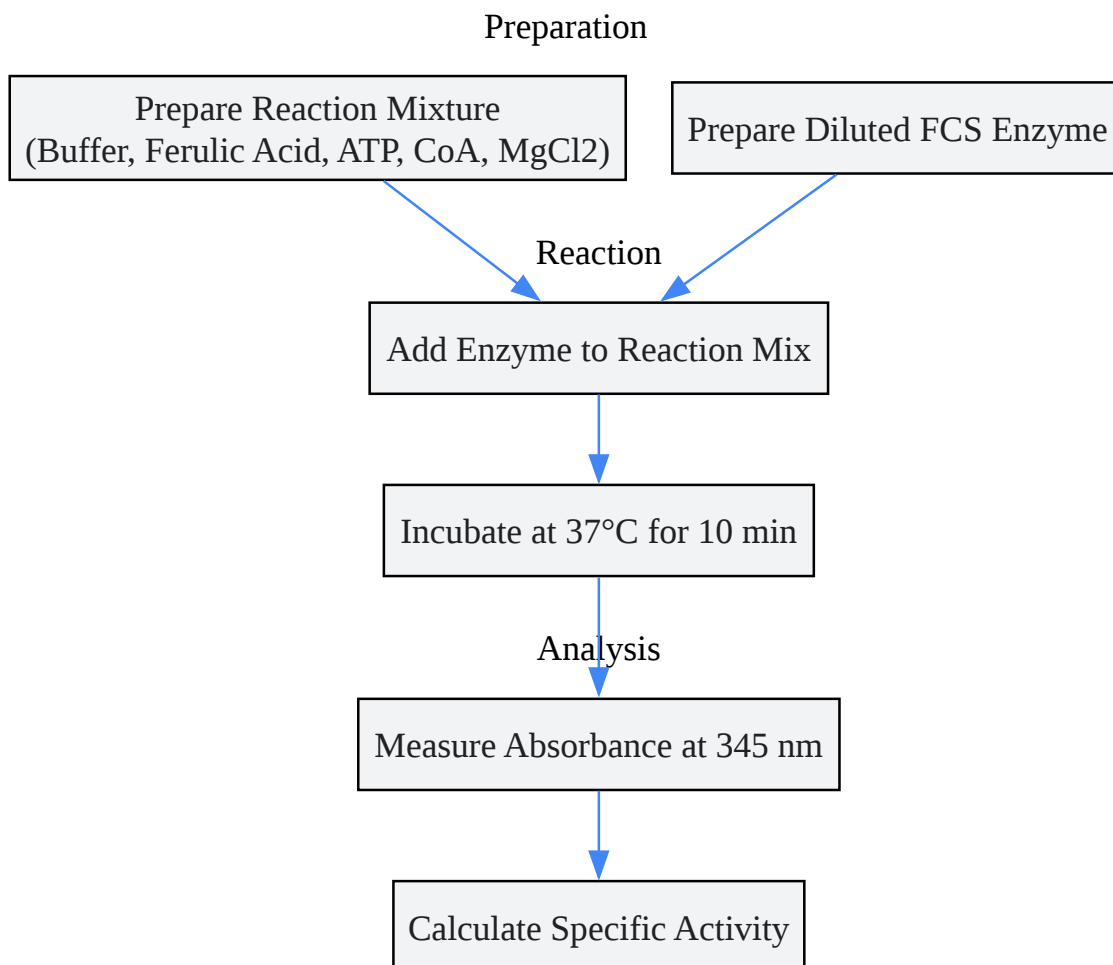 Preparation
Prepare Reaction Mixture
(Buffer, Ferulic Acid, ATP, CoA, MgCl2)
Prepare Diluted FCS Enzyme
Reaction
Add Enzyme to Reaction Mix
Incubate at 37°C for 10 min
Analysis
Measure Absorbance at 345 nm
Calculate Specific Activity